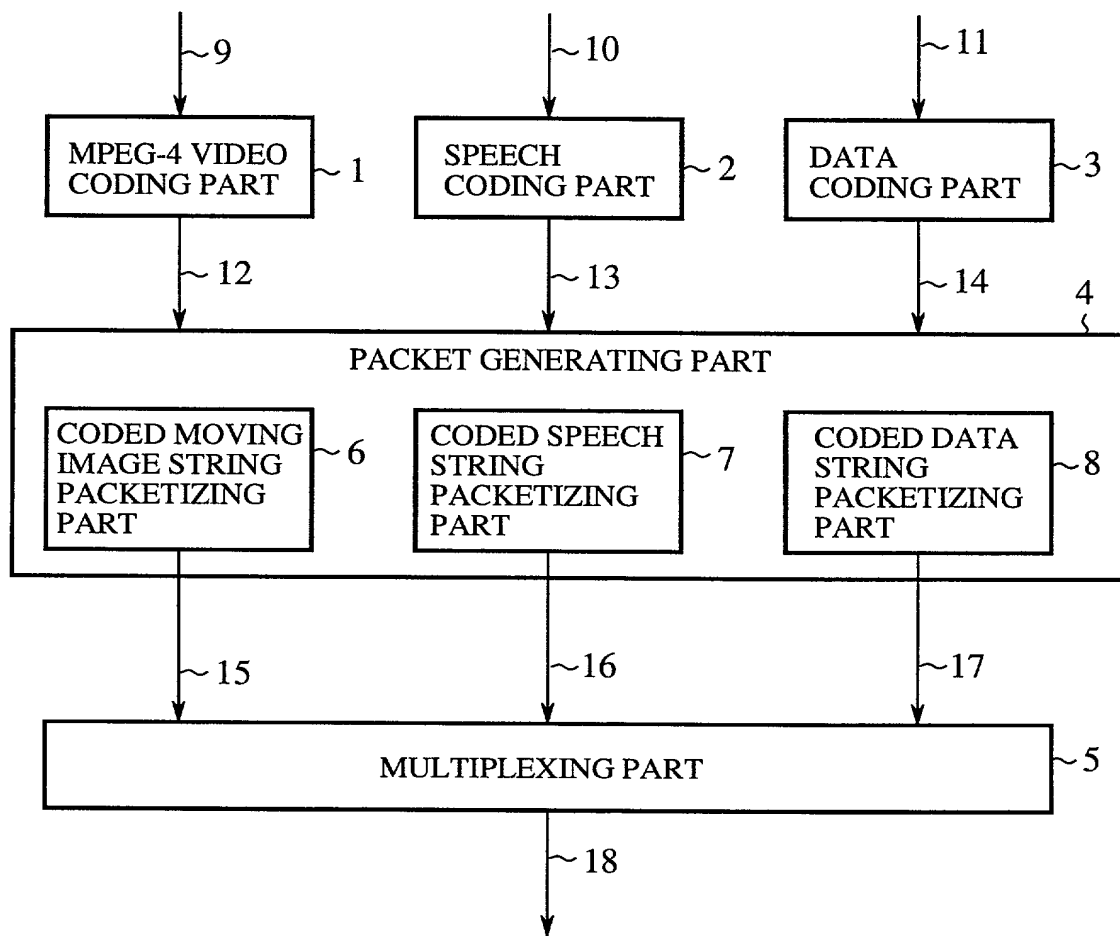 9
10
11
MPEG-4 VIDEO
CODING PART
1
SPEECH
CODING PART
2
DATA
CODING PART
3
12
13
14
4
PACKET GENERATING PART
CODED MOVING
IMAGE STRING
PACKETIZING
PART
6
CODED SPEECH
STRING
PACKETIZING
PART
7
CODED DATA
STRING
PACKETIZING
PART
8
15
16
17
MULTIPLEXING PART
5
18